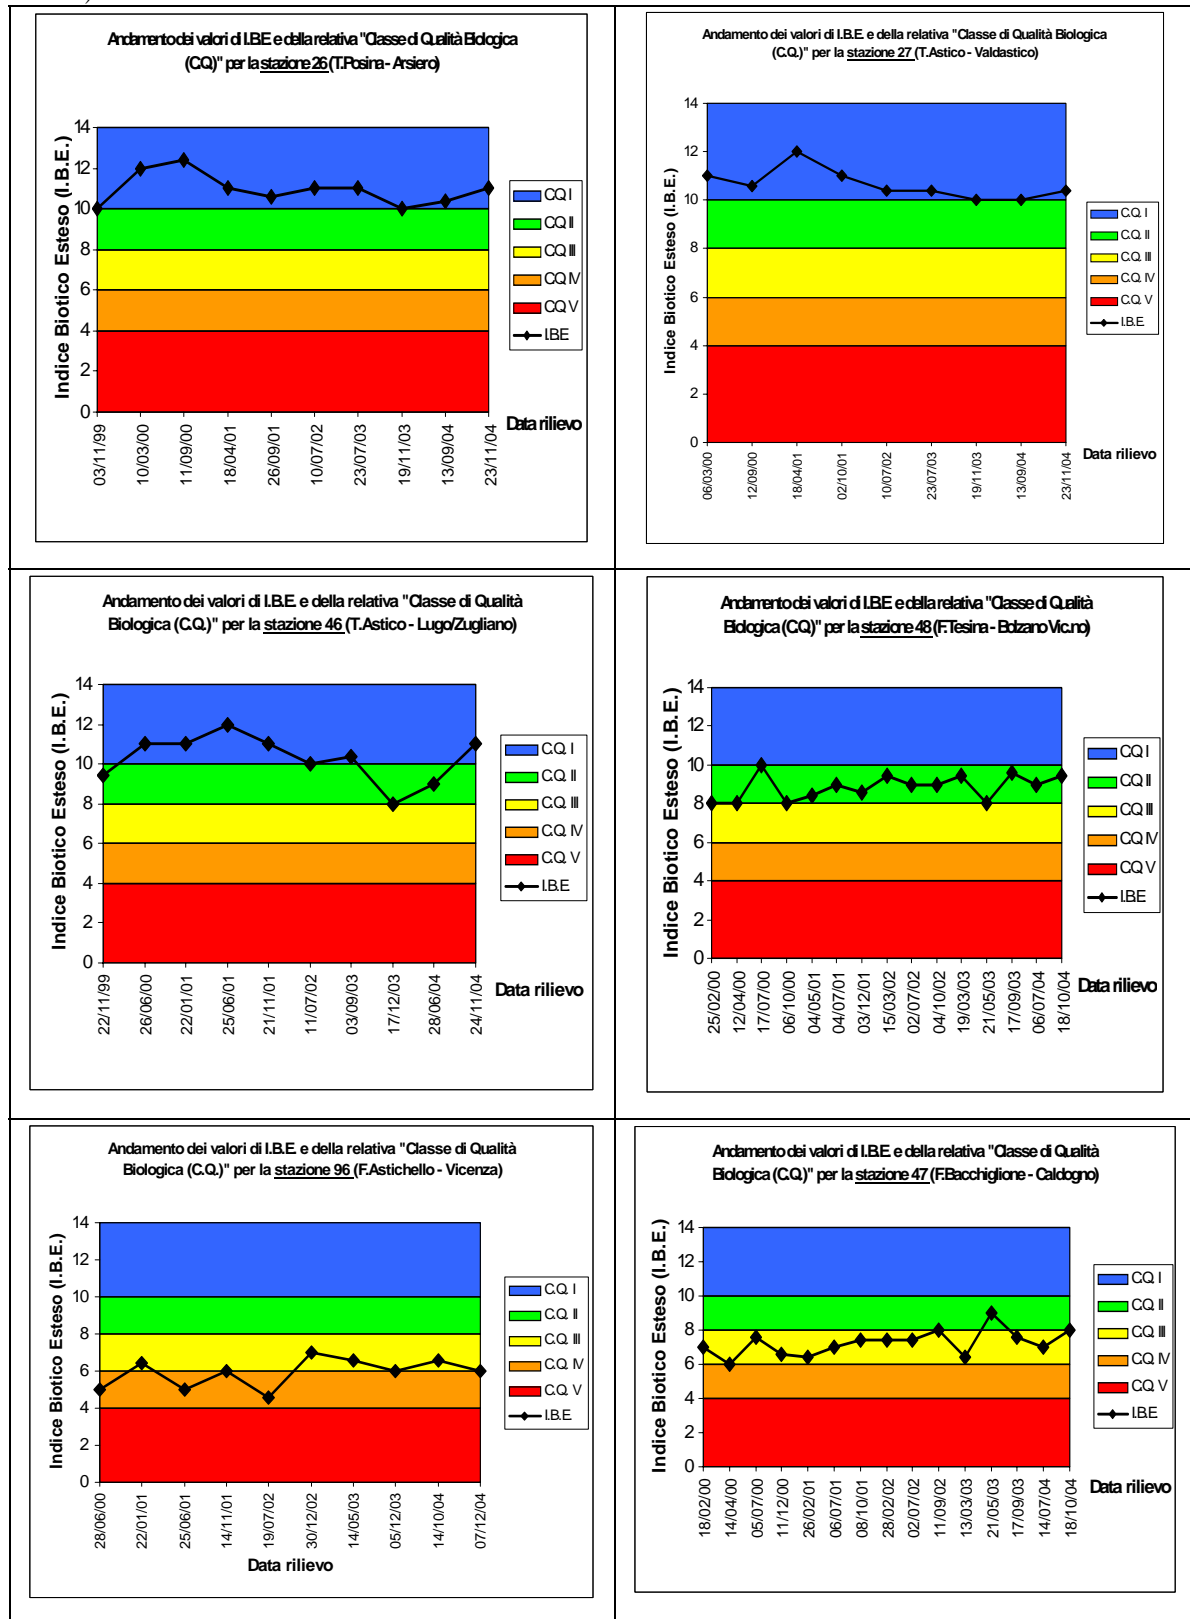 Andamento dei valori di I.B.E. e della relativa "Classe di Qualità Biologica
(C.Q.)" per la stazione 26 (T.Posina - Arsiero)
Indice Biotico Esteso (I.B.E.)
14
12
10
8
6
4
2
0
03/11/99
10/03/00
11/09/00
18/04/01
26/09/01
10/07/02
23/07/03
19/11/03
13/09/04
23/11/04
Data rilievo
C.Q. I
C.Q. II
C.Q. III
C.Q. IV
C.Q. V
I.B.E.
Andamento dei valori di I.B.E. e della relativa "Classe di Qualità Biologica
(C.Q.)" per la stazione 27 (T.Astico - Valdastico)
Indice Biotico Esteso (I.B.E.)
14
12
10
8
6
4
2
0
06/03/00
12/09/00
18/04/01
02/10/01
10/07/02
23/07/03
19/11/03
13/09/04
23/11/04
Data rilievo
C.Q. I
C.Q. II
C.Q. III
C.Q. IV
C.Q. V
I.B.E.
Andamento dei valori di I.B.E. e della relativa "Classe di Qualità
Biologica (C.Q.)" per la stazione 46 (T.Astico - Lugo/Zugliano)
Indice Biotico Esteso (I.B.E.)
14
12
10
8
6
4
2
0
22/11/99
26/06/00
22/01/01
25/06/01
21/11/01
11/07/02
03/09/03
17/12/03
28/06/04
24/11/04
Data rilievo
C.Q. I
C.Q. II
C.Q. III
C.Q. IV
C.Q. V
I.B.E.
Andamento dei valori di I.B.E. e della relativa "Classe di Qualità
Biologica (C.Q.)" per la stazione 48 (F.Tesina - Bolzano Vic.no)
Indice Biotico Esteso (I.B.E.)
14
12
10
8
6
4
2
0
25/02/00
12/04/00
17/07/00
06/10/00
04/05/01
04/07/01
03/12/01
15/03/02
02/07/02
04/10/02
19/03/03
21/05/03
17/09/03
06/07/04
18/10/04
Data rilievo
C.Q. I
C.Q. II
C.Q. III
C.Q. IV
C.Q. V
I.B.E.
Andamento dei valori di I.B.E. e della relativa "Classe di Qualità
Biologica (C.Q.)" per la stazione 96 (F.Astichello - Vicenza)
Indice Biotico Esteso (I.B.E.)
14
12
10
8
6
4
2
0
28/06/00
22/01/01
25/06/01
14/11/01
19/07/02
30/12/02
14/05/03
05/12/03
14/10/04
07/12/04
Data rilievo
C.Q. I
C.Q. II
C.Q. III
C.Q. IV
C.Q. V
I.B.E.
Andamento dei valori di I.B.E. e della relativa "Classe di Qualità
Biologica (C.Q.)" per la stazione 47 (F.Bacchiglione - Caldogno)
Indice Biotico Esteso (I.B.E.)
14
12
10
8
6
4
2
0
18/02/00
14/04/00
05/07/00
11/12/00
26/02/01
06/07/01
08/10/01
28/02/02
02/07/02
11/09/02
13/03/03
21/05/03
17/09/03
14/07/04
18/10/04
Data rilievo
C.Q. I
C.Q. II
C.Q. III
C.Q. IV
C.Q. V
I.B.E.